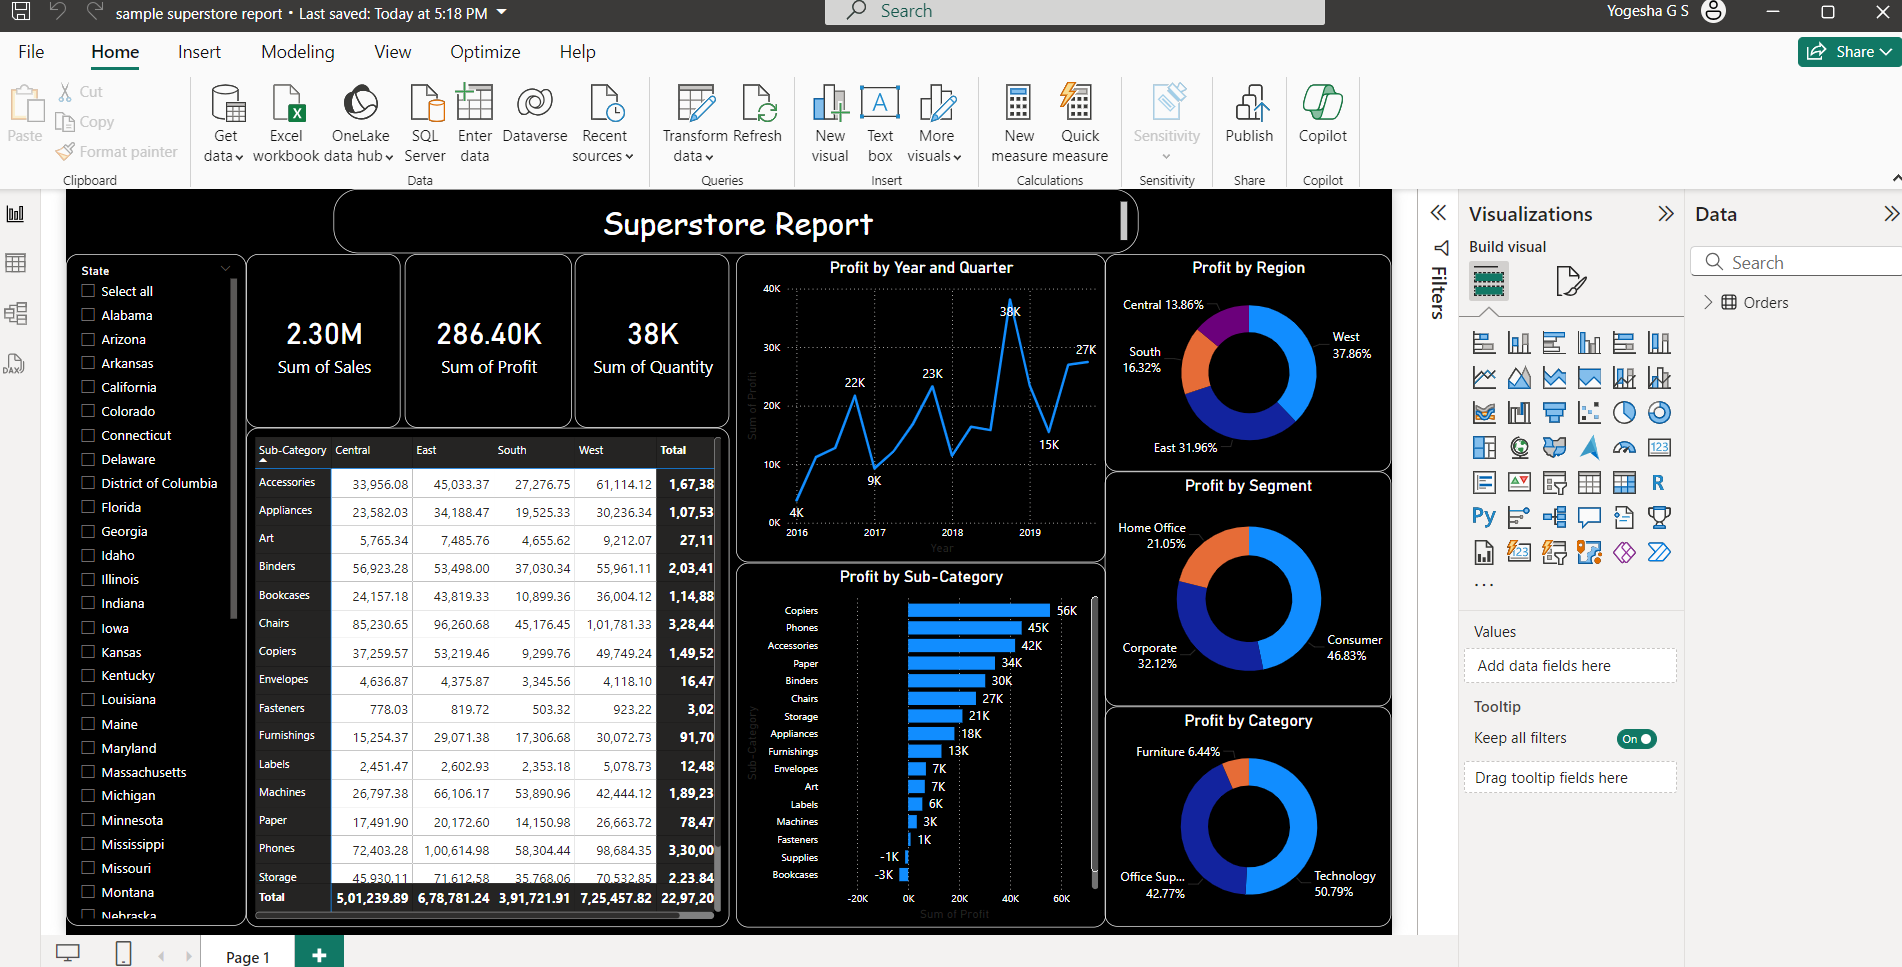 sample superstore report • Last saved: Today at 5:18 PM
Search
Yogesha G S
File Home Insert Modeling View Optimize Help
Share
Paste
Cut
Copy
Format painter
Clipboard
Get data
Excel workbook
OneLake data hub
SQL Server
Enter data
Dataverse
Recent sources
Data
Transform data
Refresh
Queries
New visual
Text box
More visuals
Insert
New measure
Quick measure
Calculations
Sensitivity
Sensitivity
Publish
Share
Copilot
Copilot
Superstore Report
State
Select all
Alabama
Arizona
Arkansas
California
Colorado
Connecticut
Delaware
District of Columbia
Florida
Georgia
Idaho
Illinois
Indiana
Iowa
Kansas
Kentucky
Louisiana
Maine
Maryland
Massachusetts
Michigan
Minnesota
Mississippi
Missouri
Montana
Nebraska
2.30M
Sum of Sales
286.40K
Sum of Profit
38K
Sum of Quantity
Sub-Category Central East South West Total
Accessories 33,956.08 45,033.37 27,276.75 61,114.12 1,67,38
Appliances 23,582.03 34,188.47 19,525.33 30,236.34 1,07,53
Art 5,765.34 7,485.76 4,655.62 9,212.07 27,11
Binders 56,923.28 53,498.00 37,030.34 55,961.11 2,03,41
Bookcases 24,157.18 43,819.33 10,899.36 36,004.12 1,14,88
Chairs 85,230.65 96,260.68 45,176.45 1,01,781.33 3,28,44
Copiers 37,259.57 53,219.46 9,299.76 49,749.24 1,49,52
Envelopes 4,636.87 4,375.87 3,345.56 4,118.10 16,47
Fasteners 778.03 819.72 503.32 923.22 3,02
Furnishings 15,254.37 29,071.38 17,306.68 30,072.73 91,70
Labels 2,451.47 2,602.93 2,353.18 5,078.73 12,48
Machines 26,797.38 66,106.17 53,890.96 42,444.12 1,89,23
Paper 17,491.90 20,172.60 14,150.98 26,663.72 78,47
Phones 72,403.28 1,00,614.98 58,304.44 98,684.35 3,30,00
Storage 45,930.11 71,612.58 35,768.06 70,532.85 2,23,84
Total 5,01,239.89 6,78,781.24 3,91,721.91 7,25,457.82 22,97,20
Profit by Year and Quarter
Sum of Profit
40K
30K
20K
10K
0K
4K
22K
9K
23K
38K
15K
27K
2016 2017 2018 2019
Year
Profit by Sub-Category
Sub-Category
Copiers 56K
Phones 45K
Accessories 42K
Paper 34K
Binders 30K
Chairs 27K
Storage 21K
Appliances 18K
Furnishings 13K
Envelopes 7K
Art 7K
Labels 6K
Machines 3K
Fasteners 1K
Supplies -1K
Bookcases -3K
-20K 0K 20K 40K 60K
Sum of Profit
Profit by Region
Central 13.86%
South
16.32%
West
37.86%
East 31.96%
Profit by Segment
Home Office
21.05%
Corporate
32.12%
Consumer
46.83%
Profit by Category
Furniture 6.44%
Office Sup...
42.77%
Technology
50.79%
Filters
Visualizations
Build visual
123
R
Py
123
...
Values
Add data fields here
Tooltip
Keep all filters
On
Drag tooltip fields here
Data
Search
Orders
DAX
Page 1